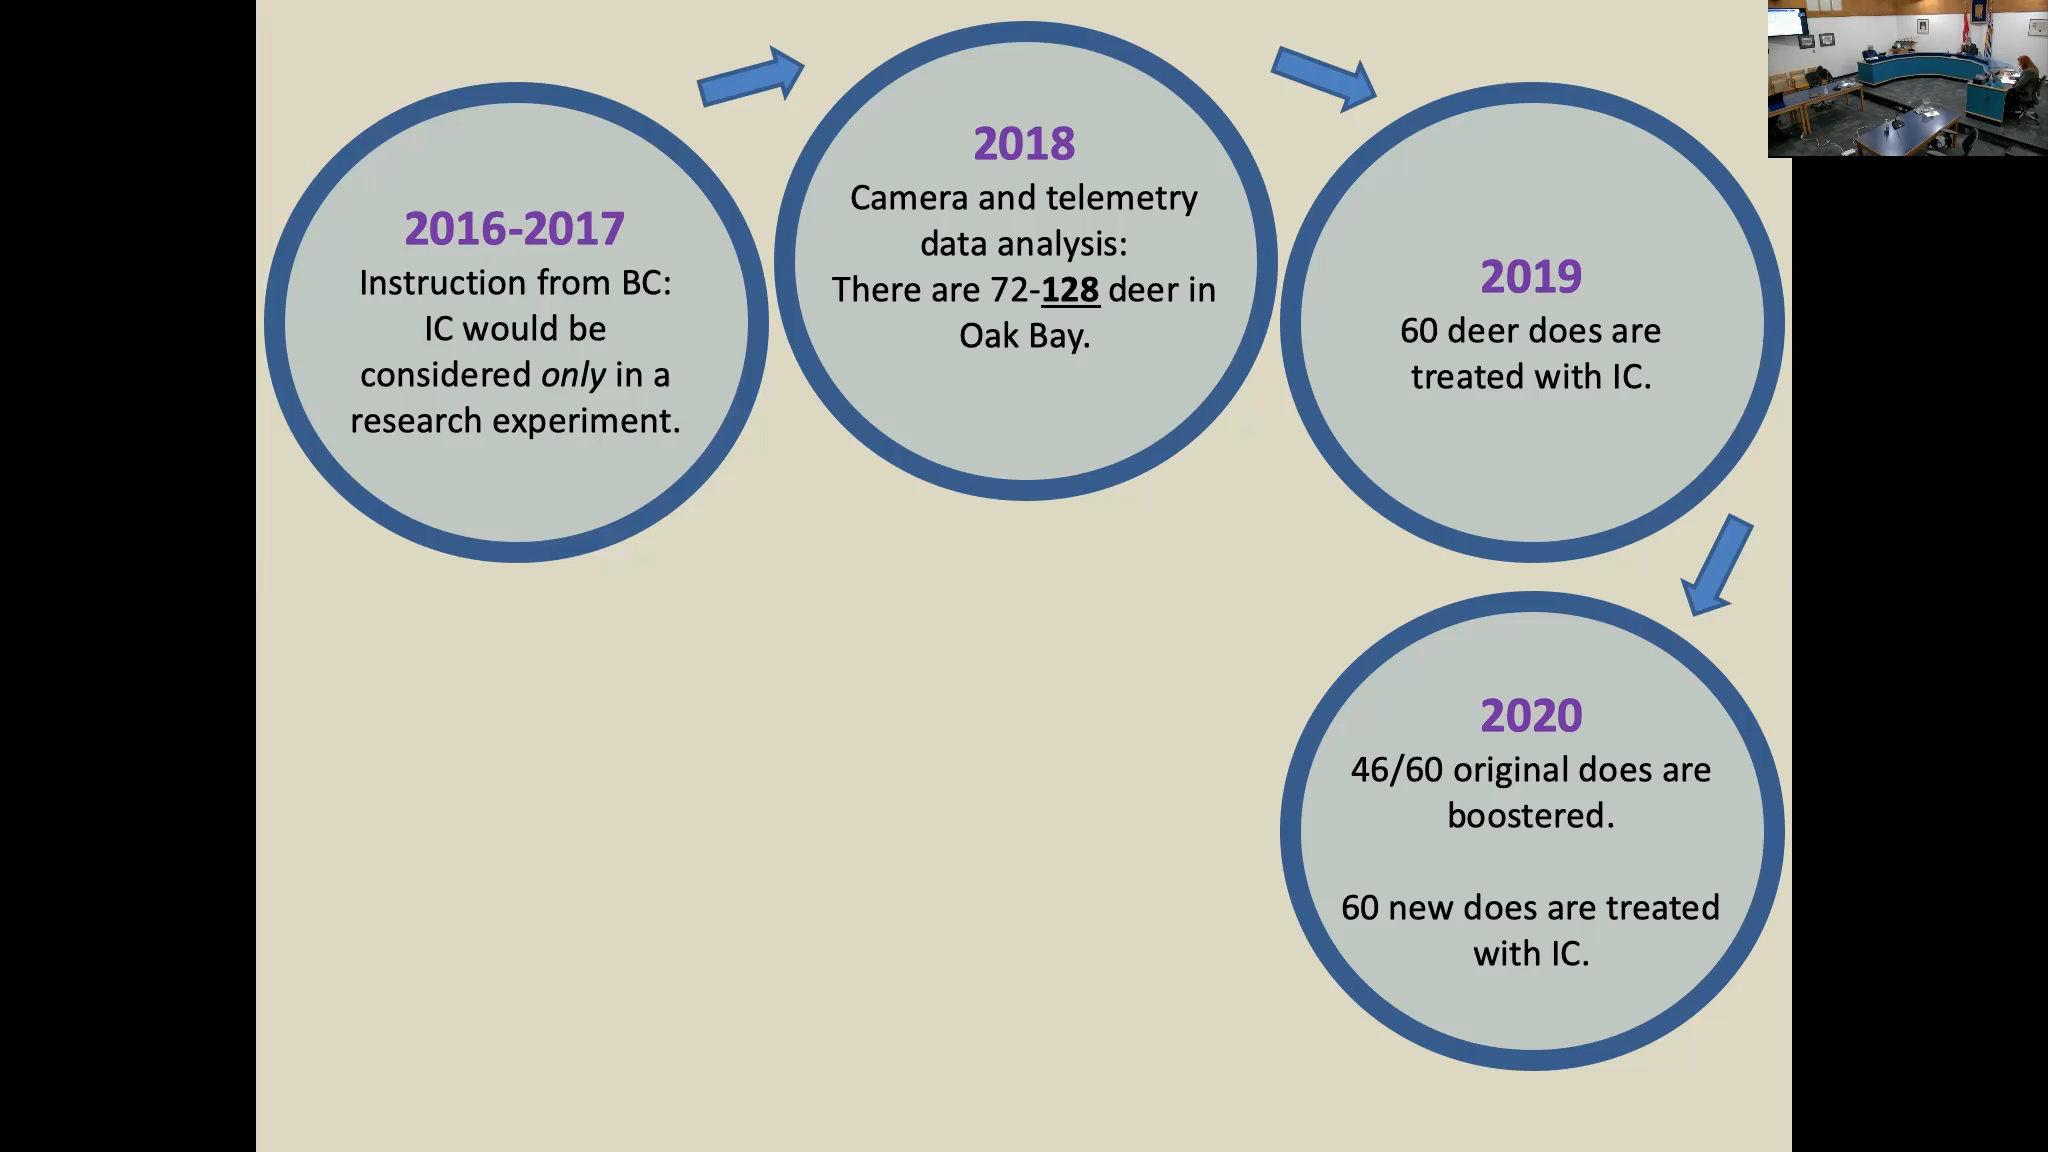 2016-2017
Instruction from BC:
IC would be
considered only in a
research experiment.
2018
Camera and telemetry
data analysis:
There are 72-128 deer in
Oak Bay.
2019
60 deer does are
treated with IC.
2020
46/60 original does are
boostered.
60 new does are treated
with IC.